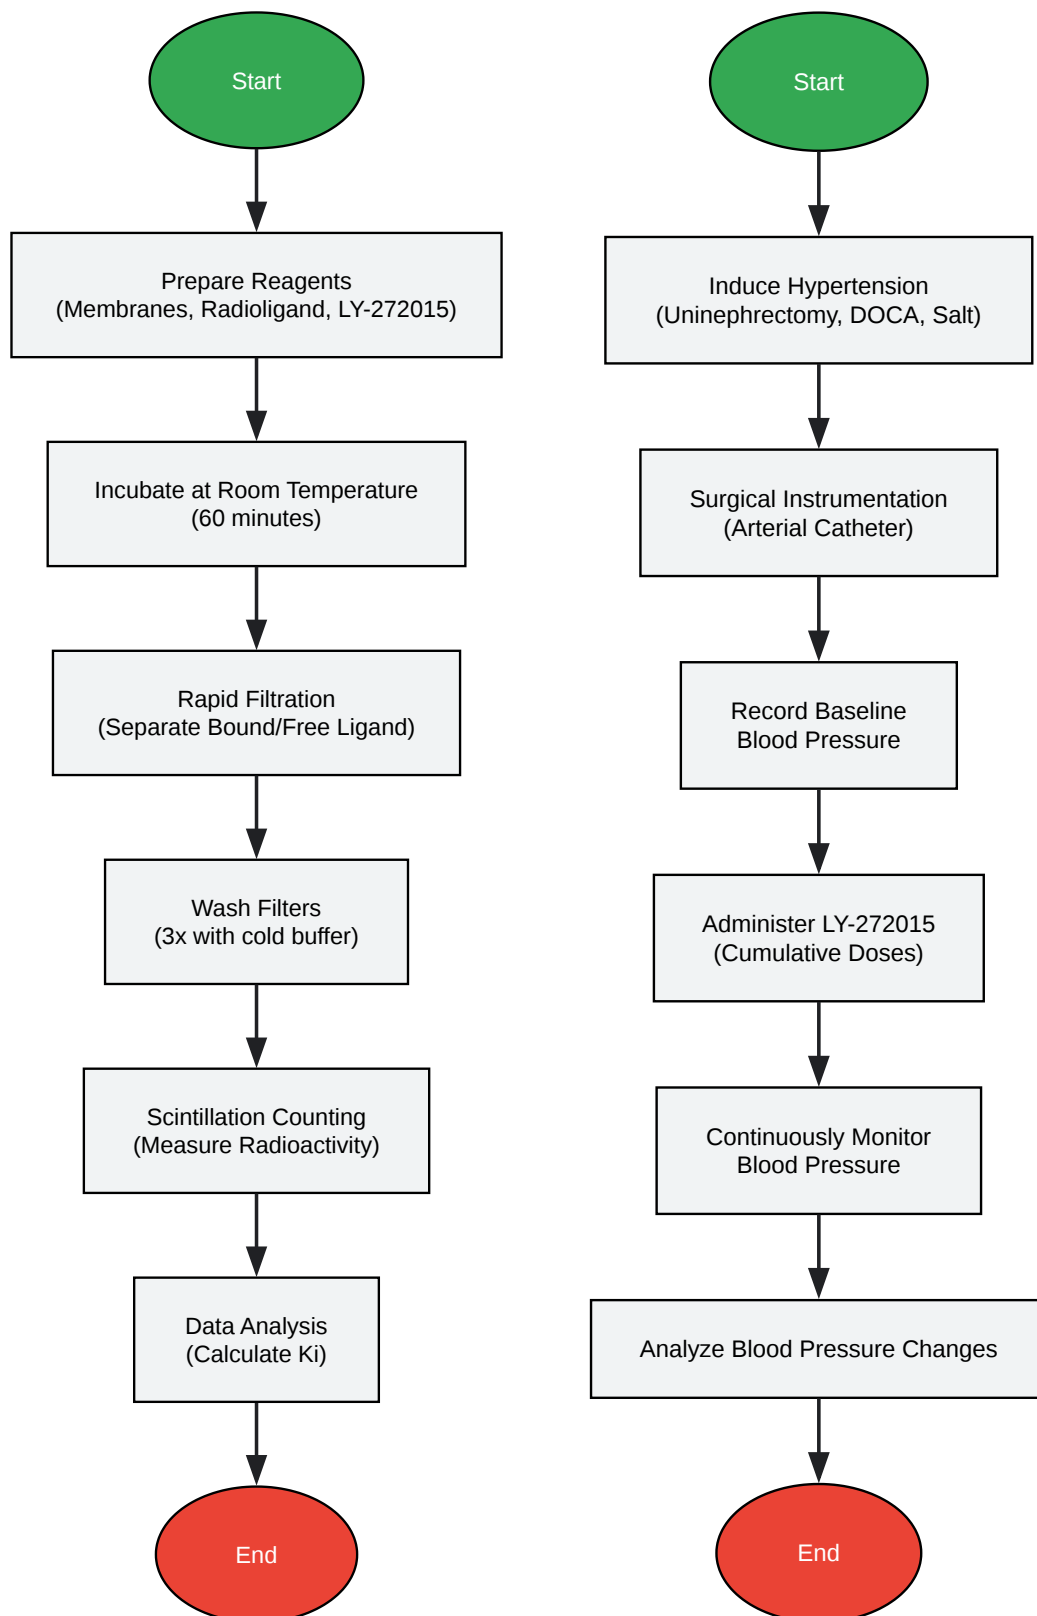 Start
Prepare Reagents
(Membranes, Radioligand, LY-272015)
Incubate at Room Temperature
(60 minutes)
Rapid Filtration
(Separate Bound/Free Ligand)
Wash Filters
(3x with cold buffer)
Scintillation Counting
(Measure Radioactivity)
Data Analysis
(Calculate Ki)
End
Start
Induce Hypertension
(Uninephrectomy, DOCA, Salt)
Surgical Instrumentation
(Arterial Catheter)
Record Baseline
Blood Pressure
Administer LY-272015
(Cumulative Doses)
Continuously Monitor
Blood Pressure
Analyze Blood Pressure Changes
End